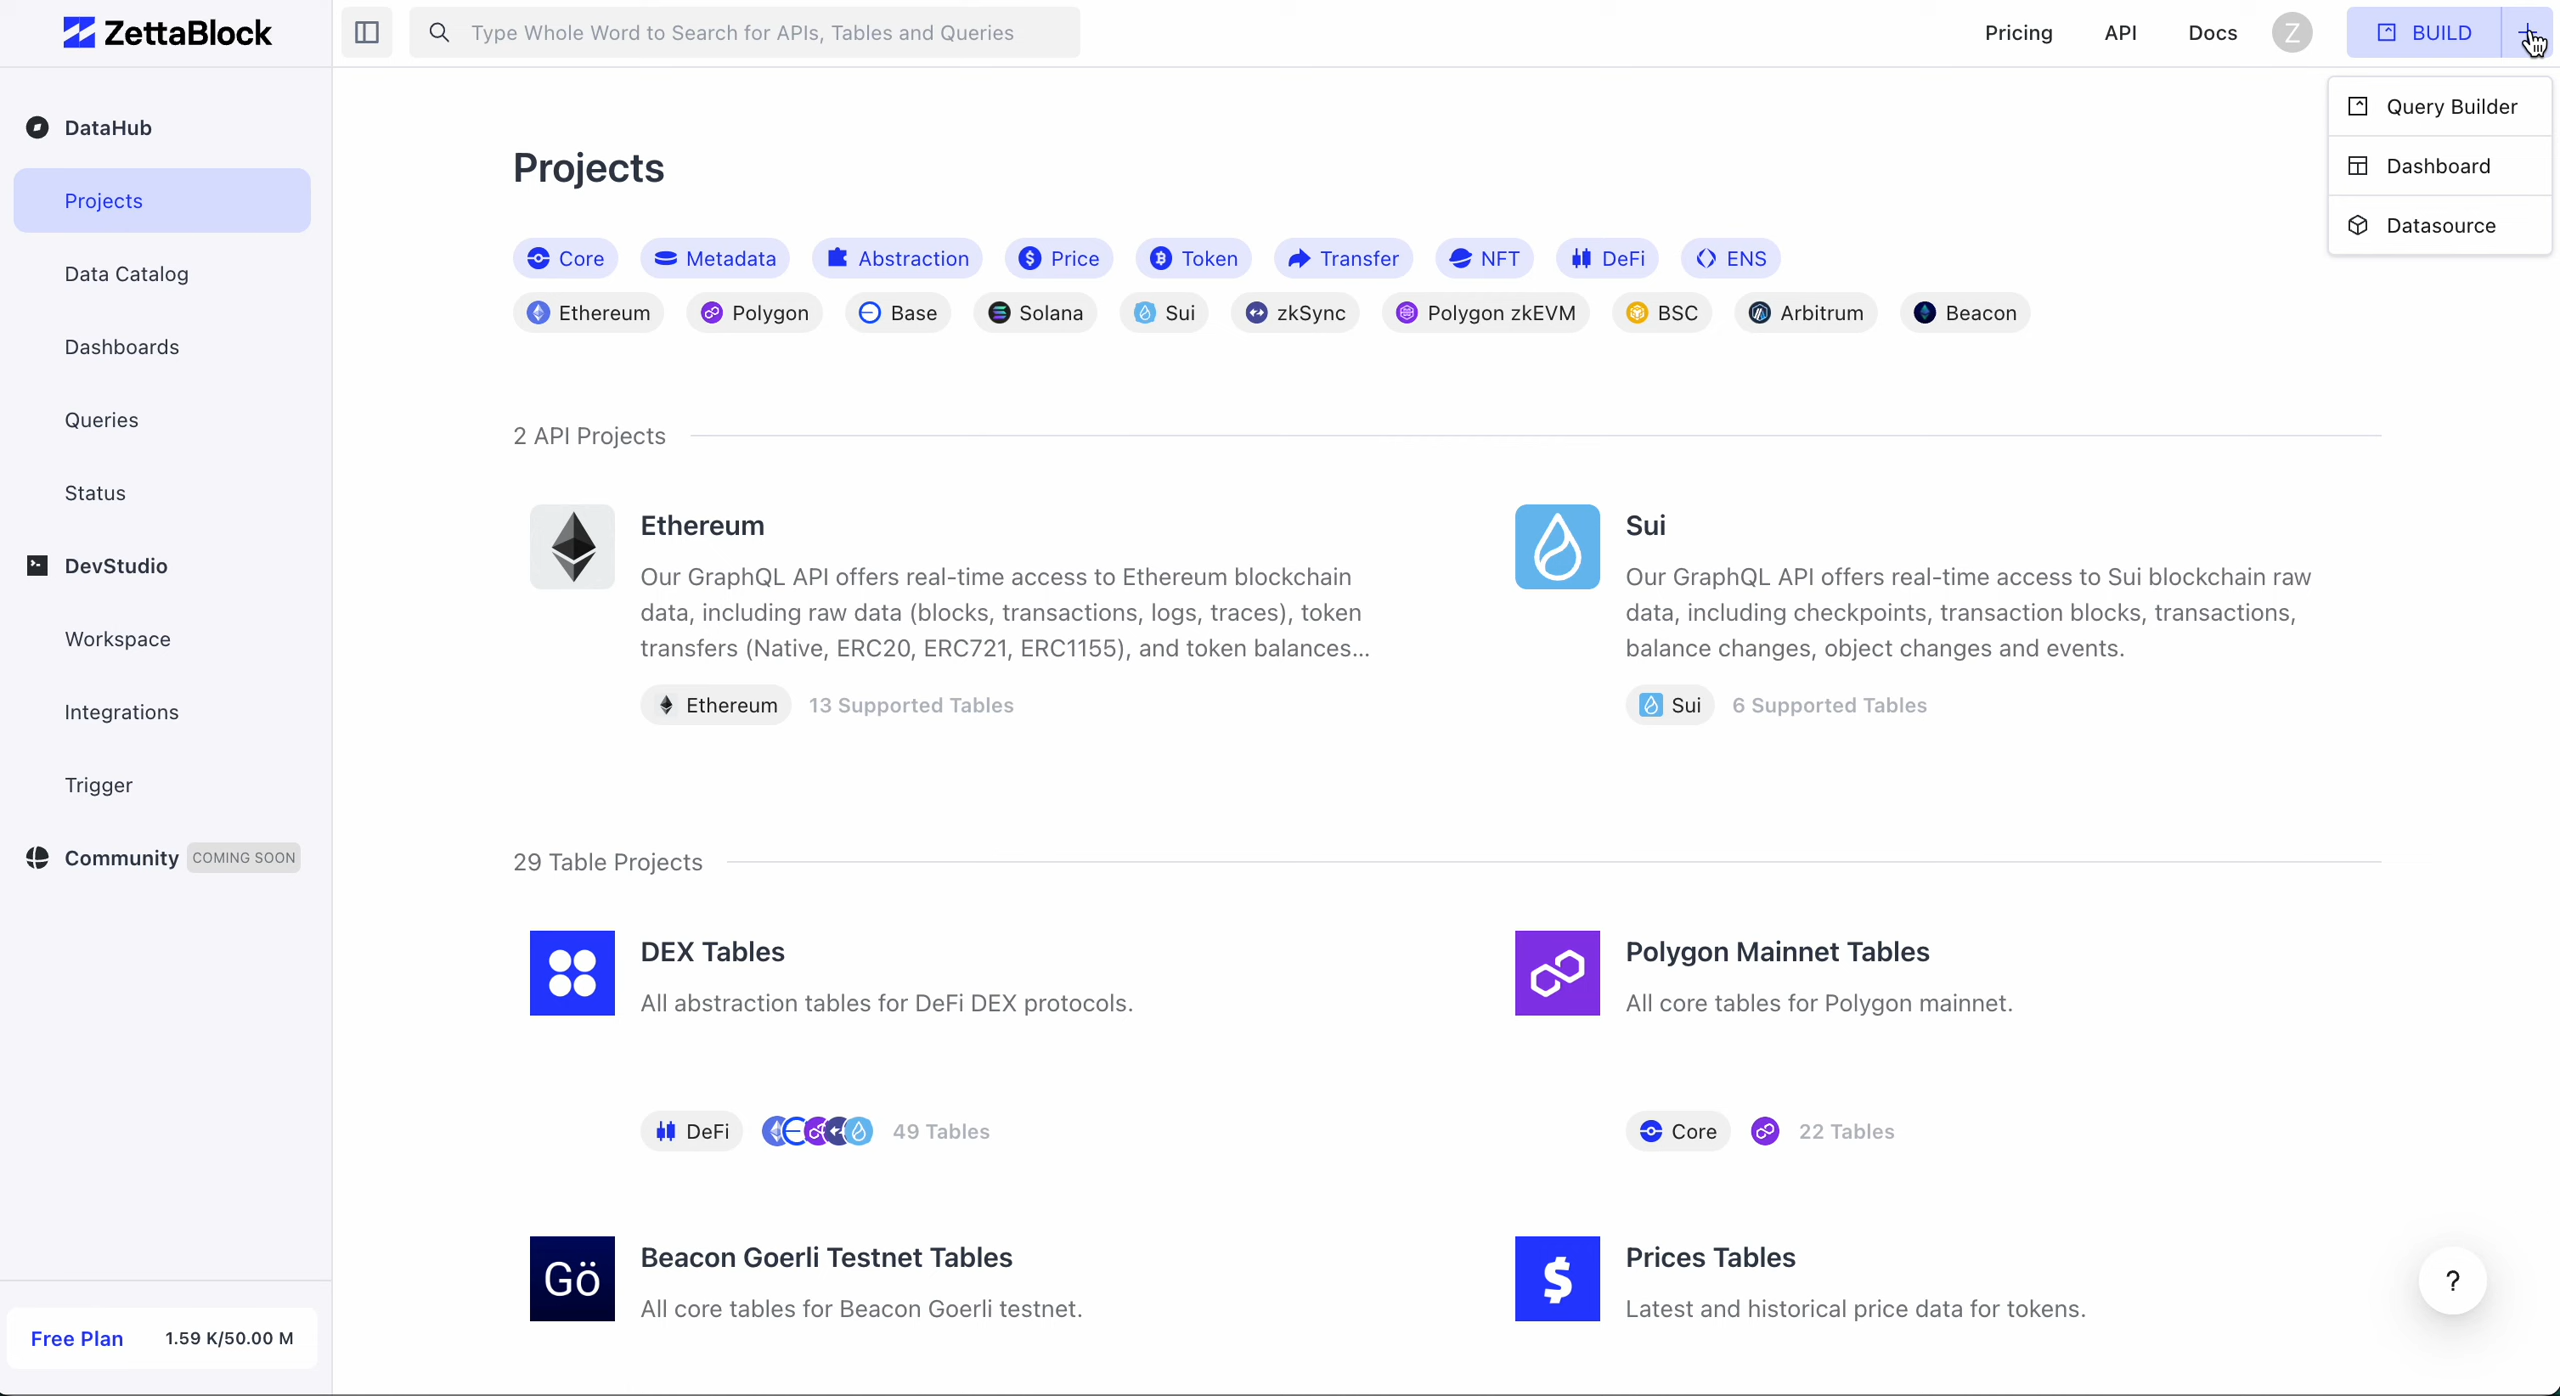 ZettaBlock
Type Whole Word to Search for APIs, Tables and Queries
Pricing
API
Docs
Z
BUILD
Query Builder
Dashboard
Datasource
DataHub
Projects
Data Catalog
Dashboards
Queries
Status
DevStudio
Workspace
Integrations
Trigger
Community COMING SOON
Free Plan 1.59 K/50.00 M
Projects
Core Metadata Abstraction Price Token Transfer NFT DeFi ENS
Ethereum Polygon Base Solana Sui zkSync Polygon zkEVM BSC Arbitrum Beacon
2 API Projects
Ethereum
Our GraphQL API offers real-time access to Ethereum blockchain
data, including raw data (blocks, transactions, logs, traces), token
transfers (Native, ERC20, ERC721, ERC1155), and token balances...
Ethereum 13 Supported Tables
Sui
Our GraphQL API offers real-time access to Sui blockchain raw
data, including checkpoints, transaction blocks, transactions,
balance changes, object changes and events.
Sui 6 Supported Tables
29 Table Projects
DEX Tables
All abstraction tables for DeFi DEX protocols.
DeFi 49 Tables
Polygon Mainnet Tables
All core tables for Polygon mainnet.
Core 22 Tables
Gö
Beacon Goerli Testnet Tables
All core tables for Beacon Goerli testnet.
$
Prices Tables
Latest and historical price data for tokens.
?